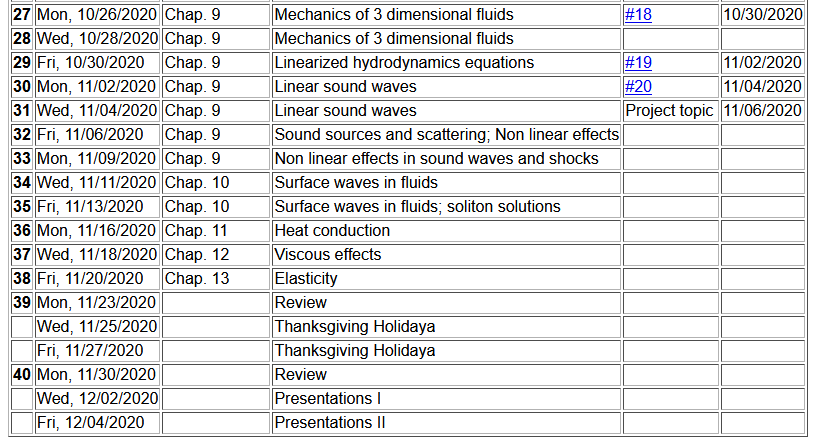 27 Mon, 10/26/2020 Chap. 9 Mechanics of 3 dimensional fluids #18 10/30/2020
28 Wed, 10/28/2020 Chap. 9 Mechanics of 3 dimensional fluids
29 Fri, 10/30/2020 Chap. 9 Linearized hydrodynamics equations #19 11/02/2020
30 Mon, 11/02/2020 Chap. 9 Linear sound waves #20 11/04/2020
31 Wed, 11/04/2020 Chap. 9 Linear sound waves Project topic 11/06/2020
32 Fri, 11/06/2020 Chap. 9 Sound sources and scattering; Non linear effects
33 Mon, 11/09/2020 Chap. 9 Non linear effects in sound waves and shocks
34 Wed, 11/11/2020 Chap. 10 Surface waves in fluids
35 Fri, 11/13/2020 Chap. 10 Surface waves in fluids; soliton solutions
36 Mon, 11/16/2020 Chap. 11 Heat conduction
37 Wed, 11/18/2020 Chap. 12 Viscous effects
38 Fri, 11/20/2020 Chap. 13 Elasticity
39 Mon, 11/23/2020 Review
Wed, 11/25/2020 Thanksgiving Holidaya
Fri, 11/27/2020 Thanksgiving Holidaya
40 Mon, 11/30/2020 Review
Wed, 12/02/2020 Presentations I
Fri, 12/04/2020 Presentations II